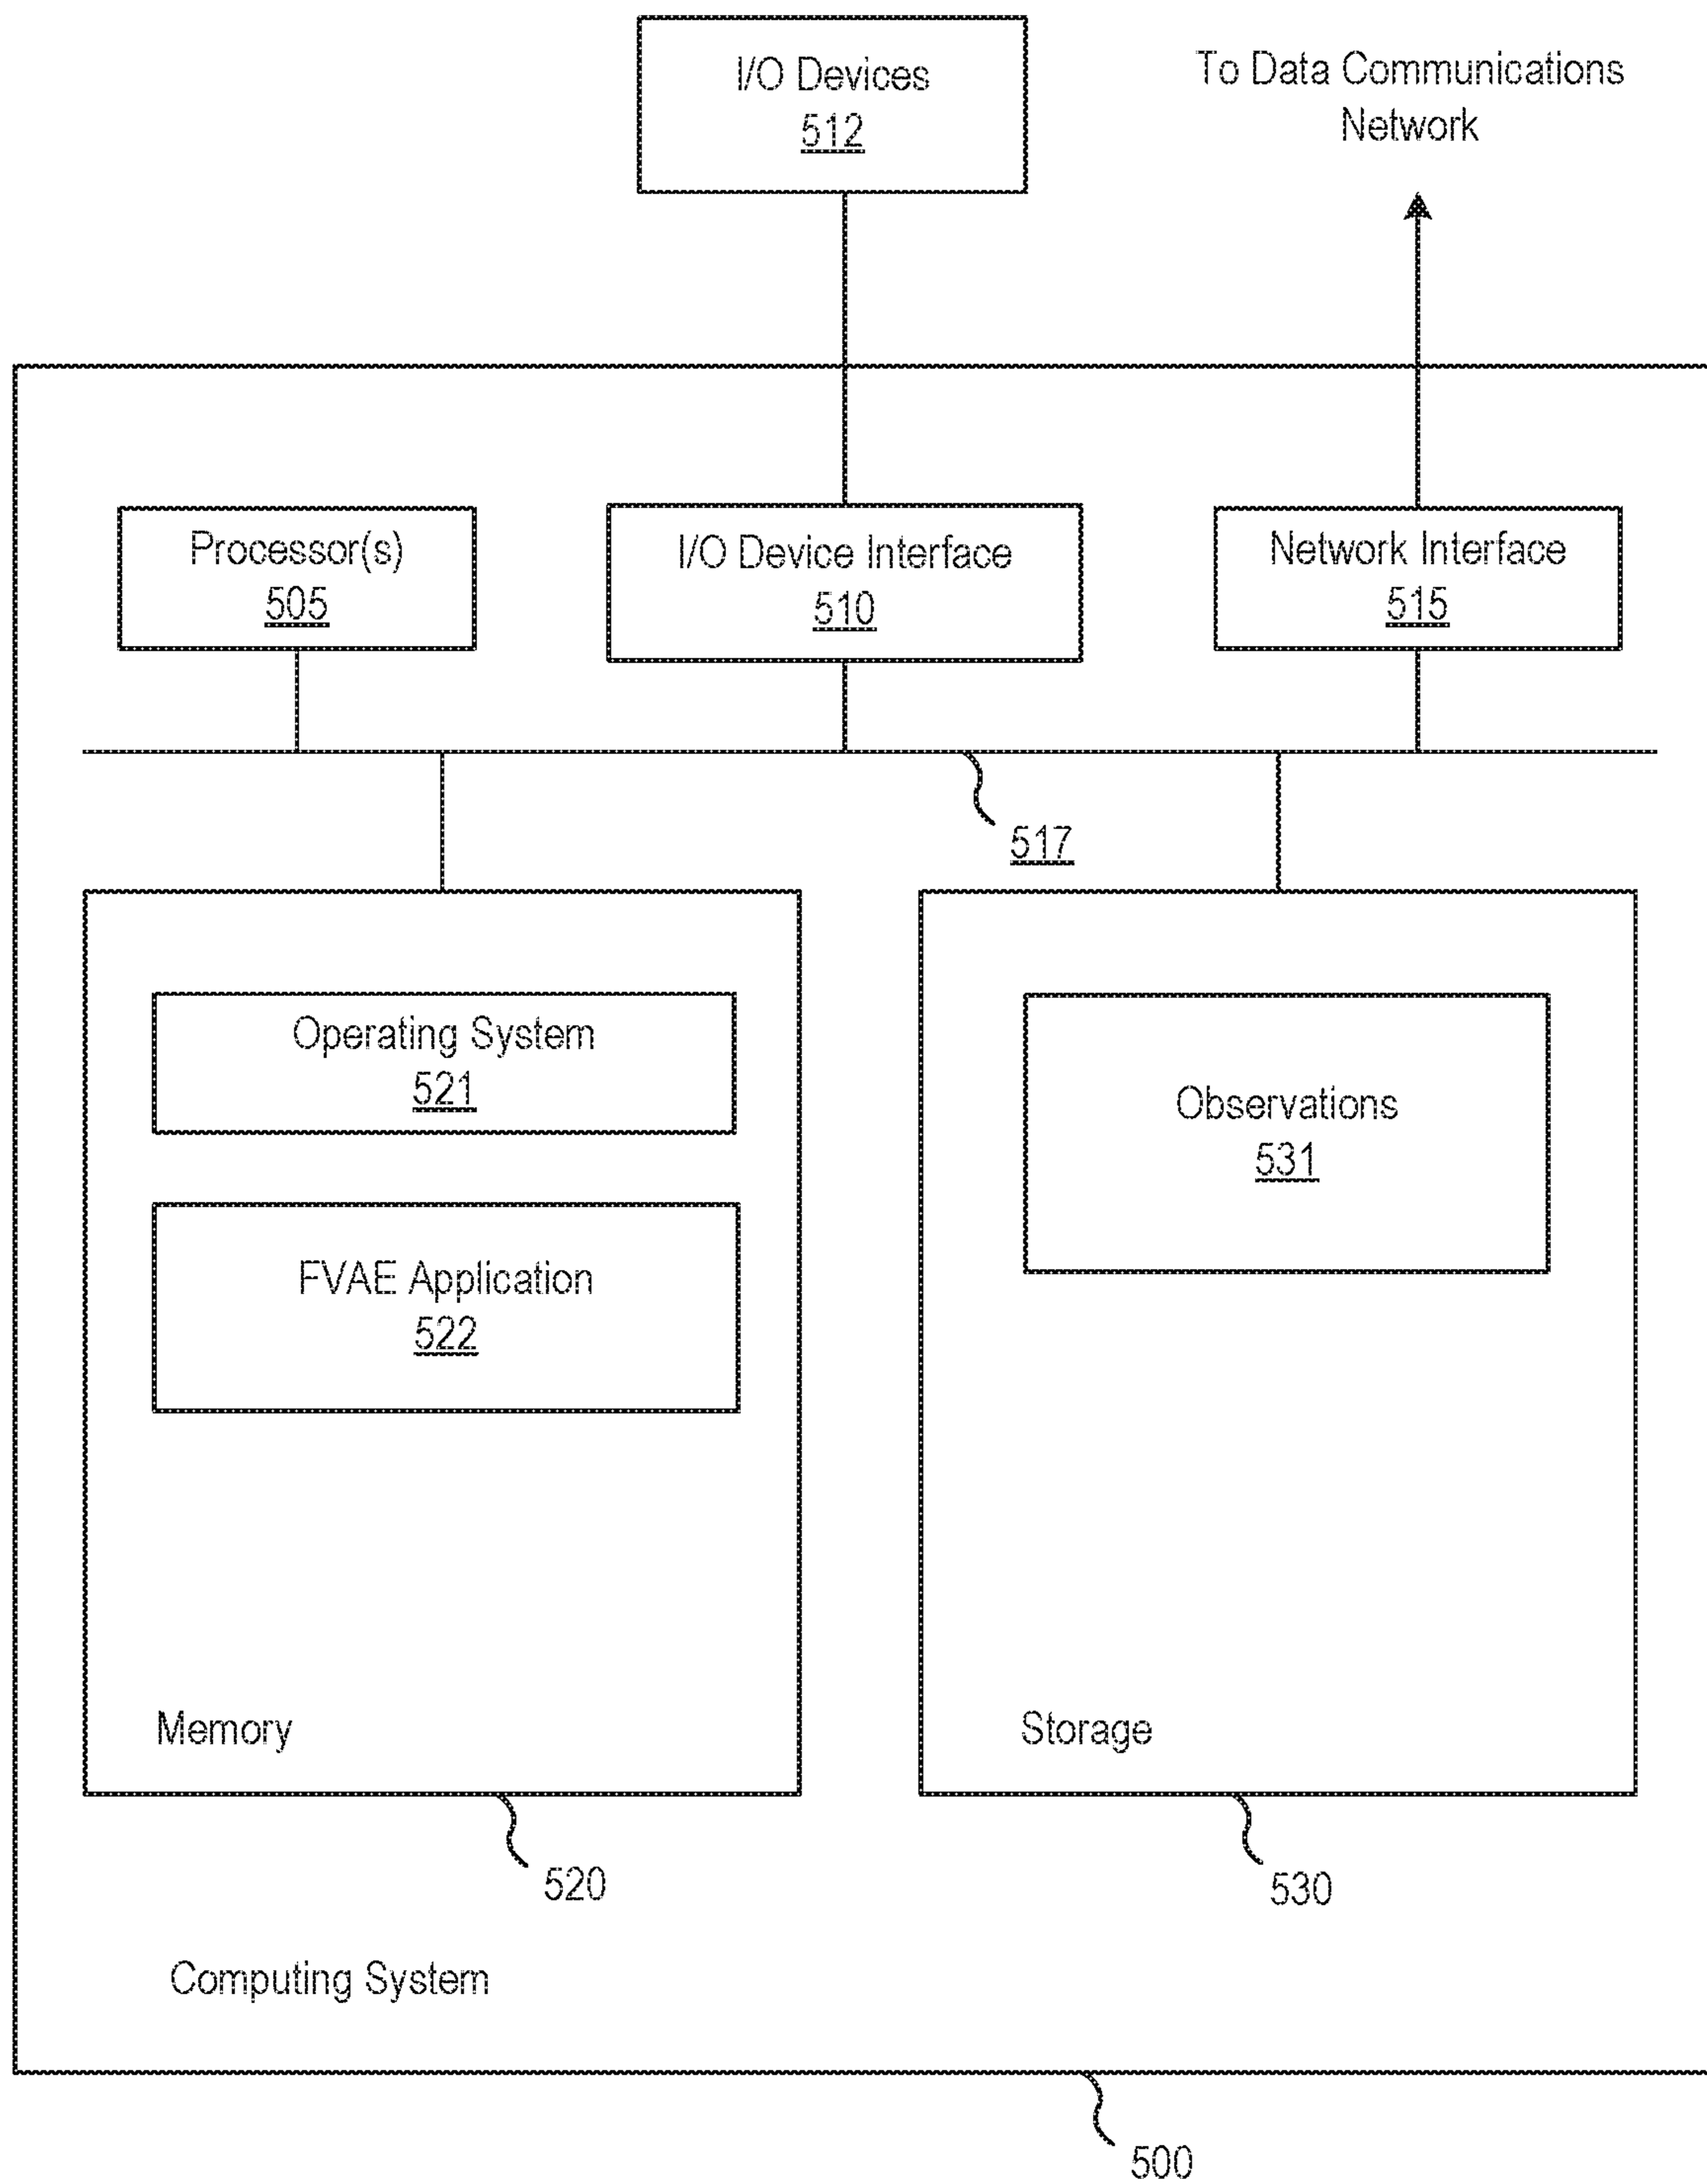 I/O Devices
512
To Data Communications
Network
Processor(s)
505
I/O Device Interface
510
Network Interface
515
517
Operating System
521
FVAE Application
522
Memory
520
Observations
531
Storage
530
Computing System
500